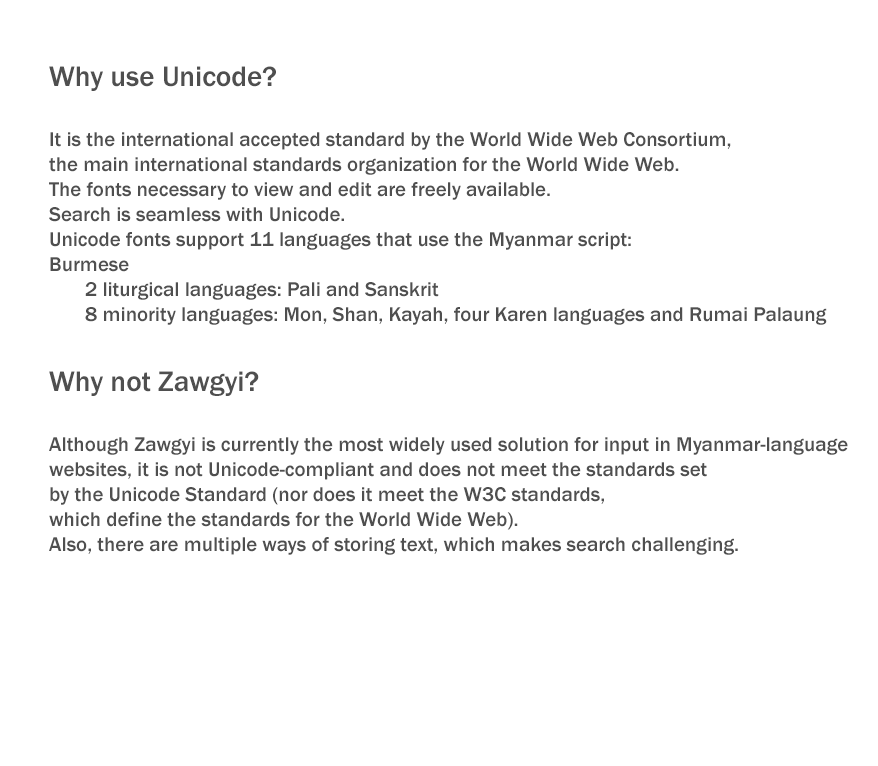 Why use Unicode?
It is the international accepted standard by the World Wide Web Consortium,
the main international standards organization for the World Wide Web.
The fonts necessary to view and edit are freely available.
Search is seamless with Unicode.
Unicode fonts support 11 languages that use the Myanmar script:
Burmese
2 liturgical languages: Pali and Sanskrit
8 minority languages: Mon, Shan, Kayah, four Karen languages and Rumai Palaung
Why not Zawgyi?
Although Zawgyi is currently the most widely used solution for input in Myanmar-language
websites, it is not Unicode-compliant and does not meet the standards set
by the Unicode Standard (nor does it meet the W3C standards,
which define the standards for the World Wide Web).
Also, there are multiple ways of storing text, which makes search challenging.